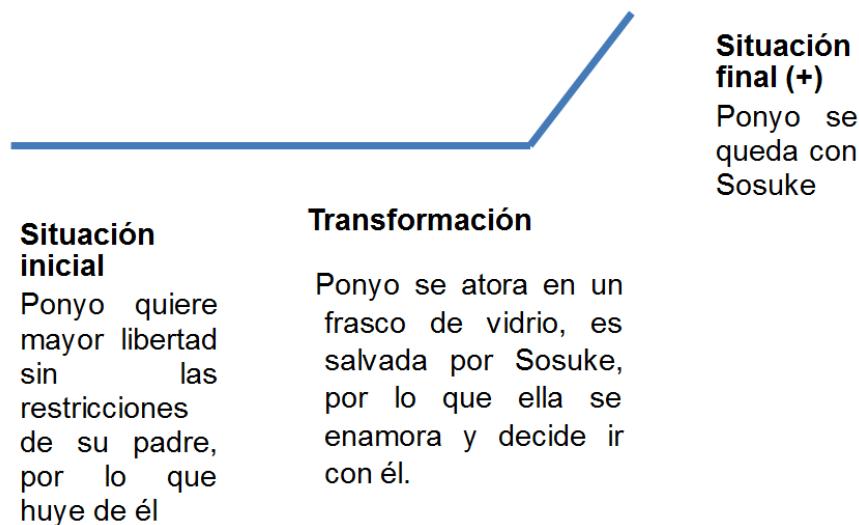 Situación
inicial
Ponyo quiere
mayor libertad
sin las
restricciones
de su padre,
por lo que
huye de él
Transformación
Ponyo se atora en un
frasco de vidrio, es
salvada por Sosuke,
por lo que ella se
enamora y decide ir
con él.
Situación
final (+)
Ponyo se
queda con
Sosuke